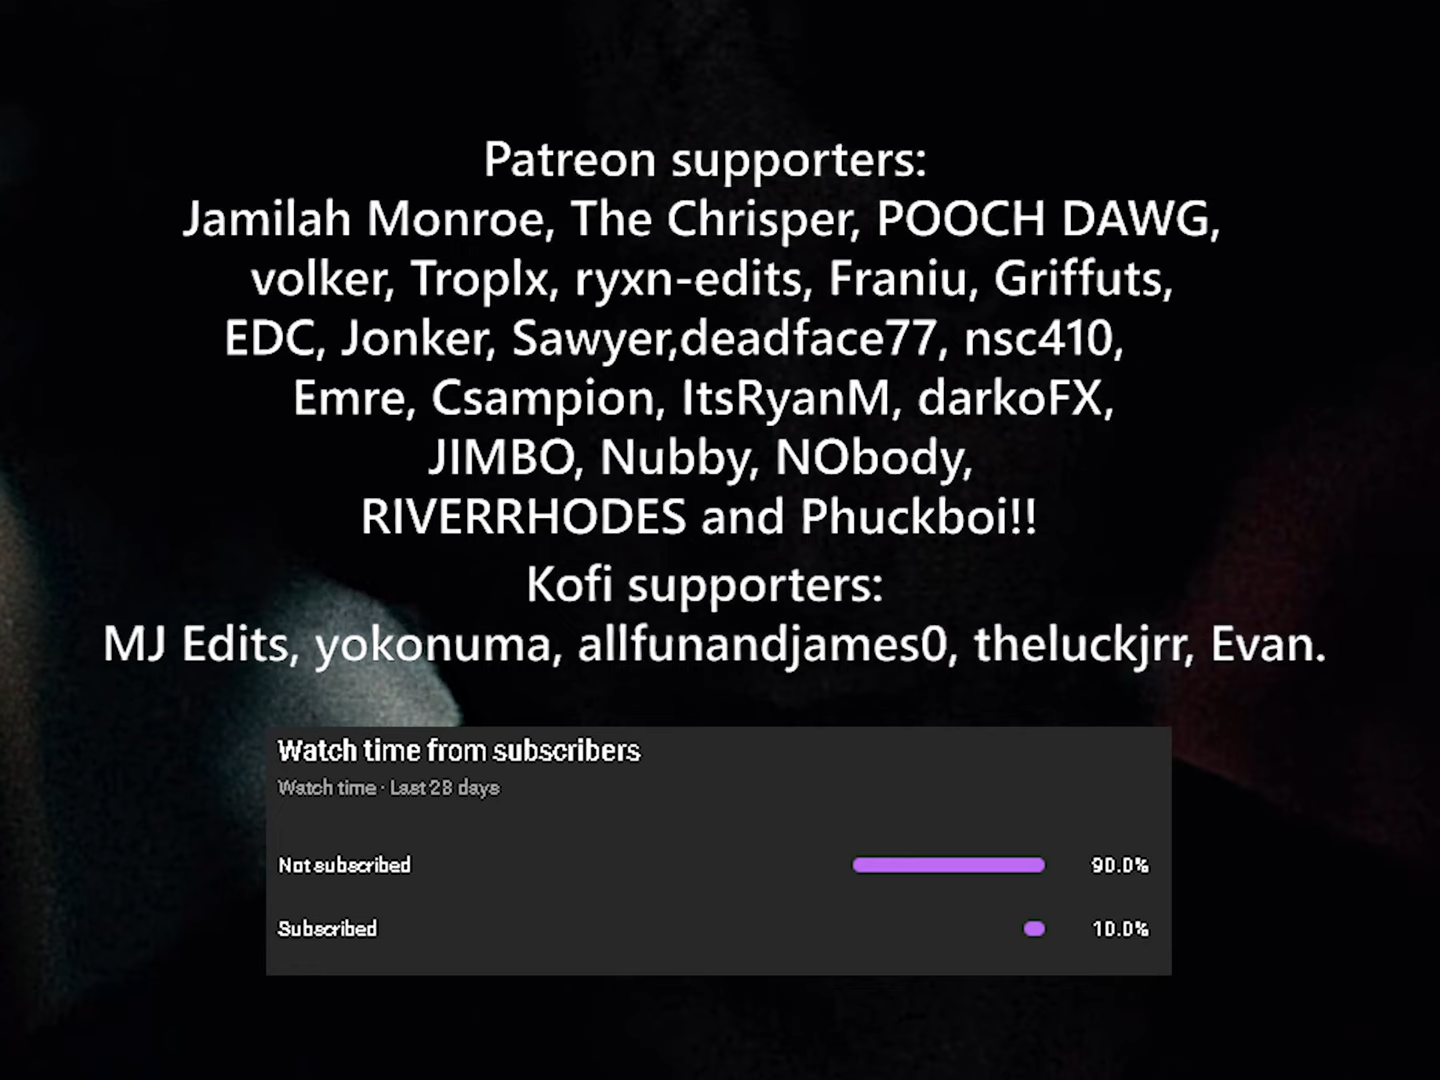 Patreon supporters:
Jamilah Monroe, The Chrisper, POOCH DAWG,
volker, Troplx, ryxn-edits, Franiu, Griffuts,
EDC, Jonker, Sawyer,deadface77, nsc410,
Emre, Csampion, ItsRyanM, darkoFX,
JIMBO, Nubby, NObody,
RIVERRHODES and Phuckboi!!
Kofi supporters:
MJ Edits, yokonuma, allfunandjames0, theluckjrr, Evan.
Watch time from subscribers
Watch time · Last 28 days
Not subscribed 90.0%
Subscribed 10.0%